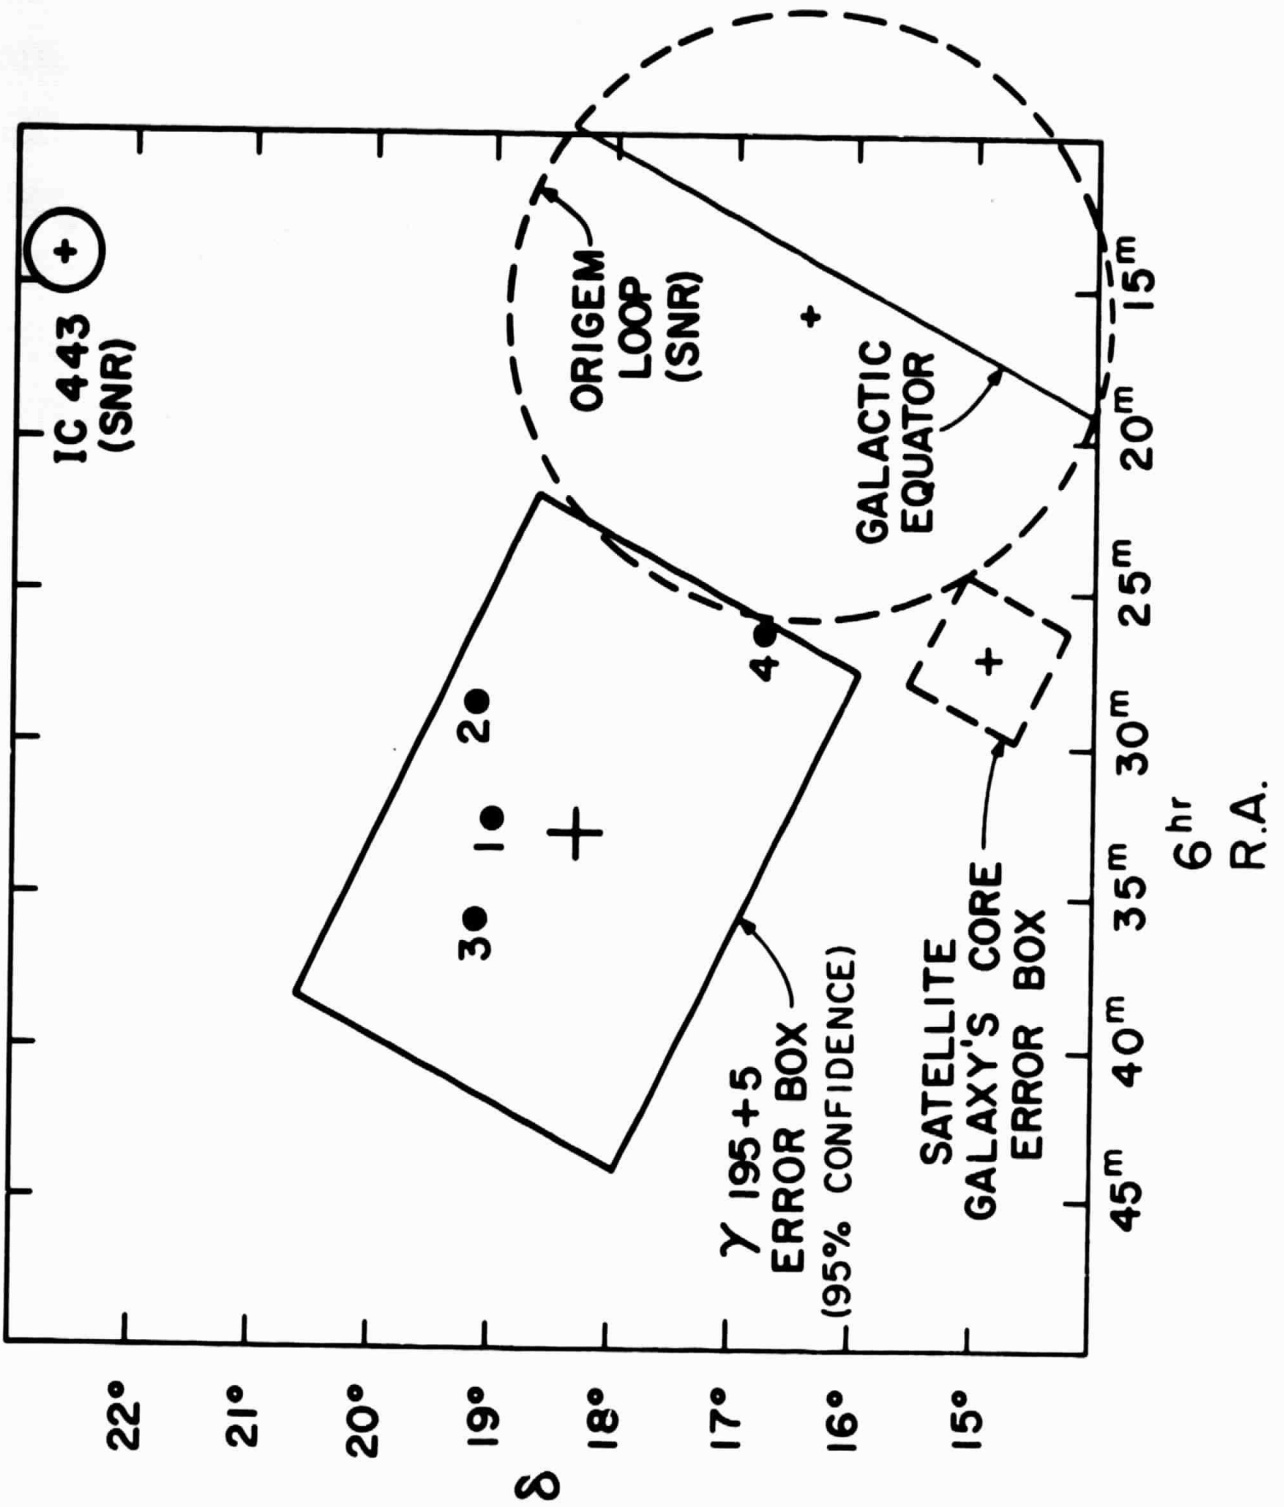 IC 443
(SNR)
ORIGEM
LOOP
(SNR)
GALACTIC
EQUATOR
2
1
3
4
γ 195+5
ERROR BOX
(95% CONFIDENCE)
SATELLITE
GALAXY'S CORE
ERROR BOX
δ
22°
21°
20°
19°
18°
17°
16°
15°
45ᵐ
40ᵐ
35ᵐ
30ᵐ
25ᵐ
20ᵐ
15ᵐ
6ʰʳ
R.A.